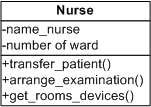 Nurse
-name_nurse
-number of ward
+transfer_patient()
+arrange_examination()
+get_rooms_devices()